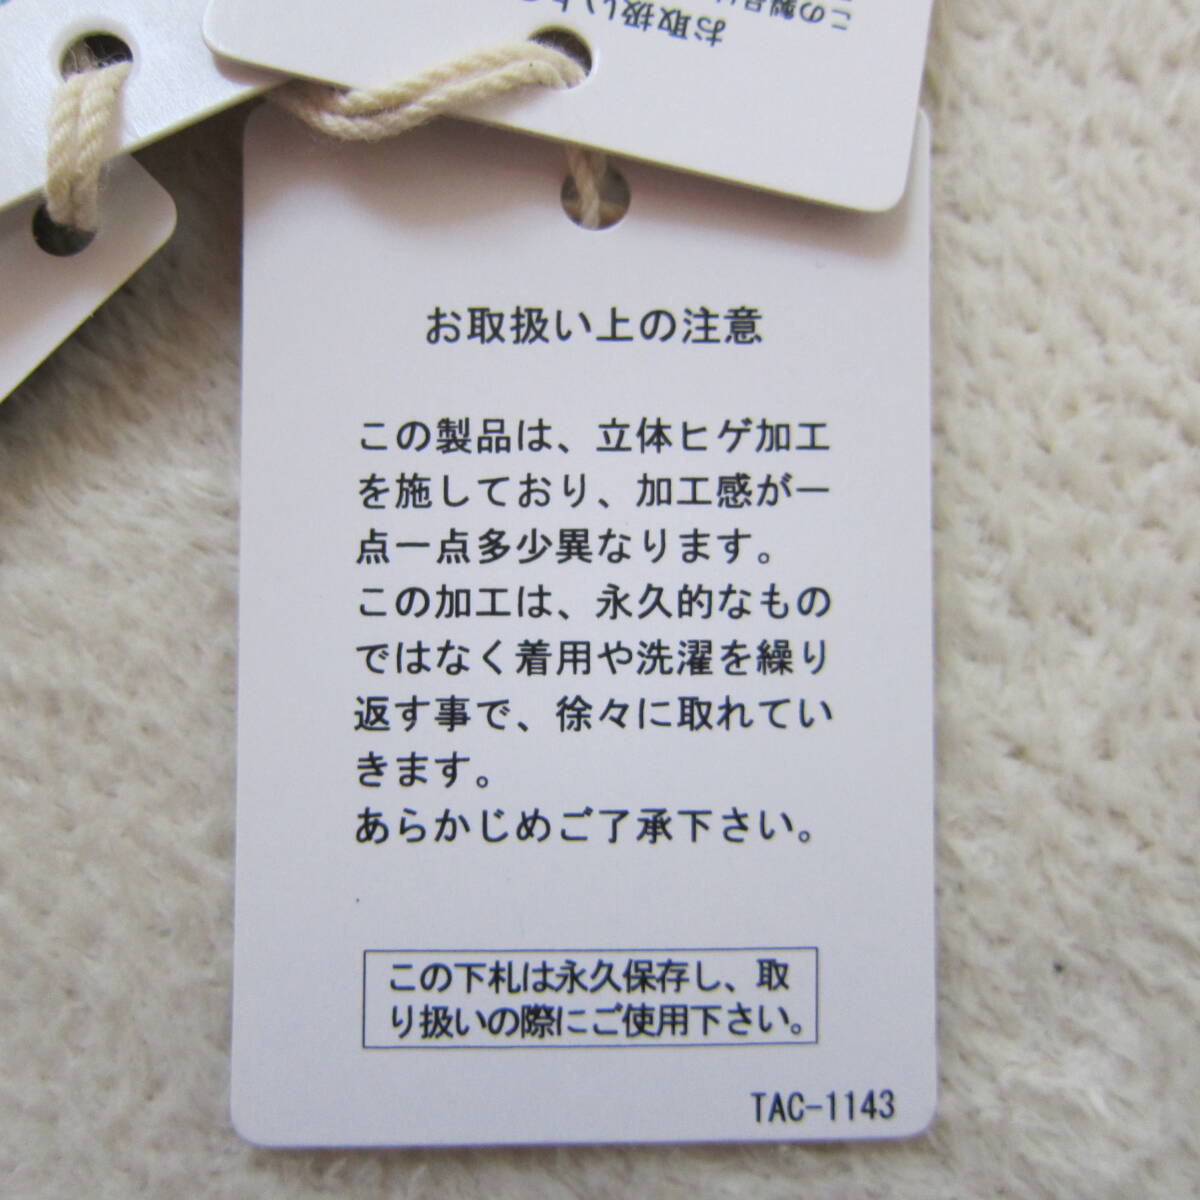 お取扱い上の注意
この製品は、立体ヒゲ加工
を施しており、加工感が一
点一点多少異なります。
この加工は、永久的なもの
ではなく着用や洗濯を繰り
返す事で、徐々に取れてい
きます。
あらかじめご了承下さい。
この下札は永久保存し、取
り扱いの際にご使用下さい。
TAC-1143